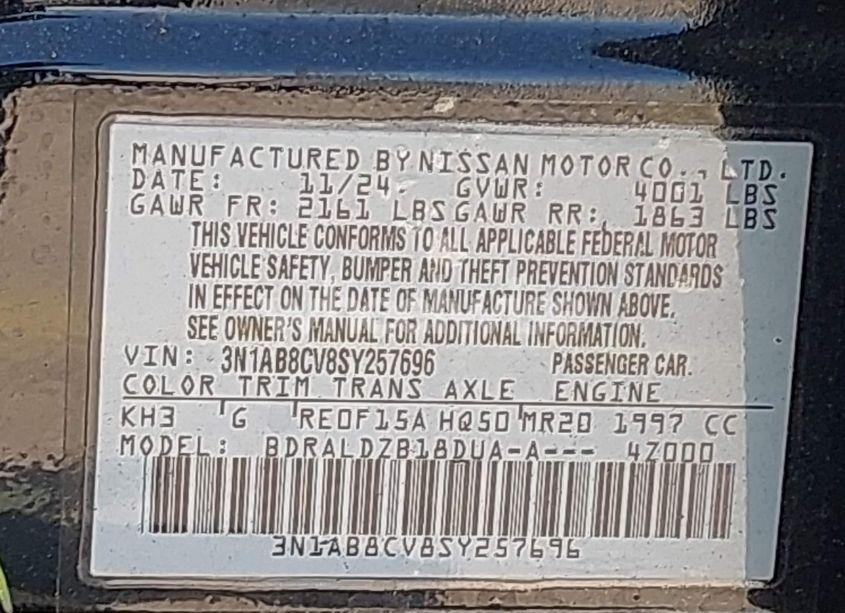 MANUFACTURED BY NISSAN MOTOR CO., LTD.
DATE: 11/24 GVWR: 4001 LBS
GAWR FR: 2161 LBS GAWR RR: 1863 LBS
THIS VEHICLE CONFORMS TO ALL APPLICABLE FEDERAL MOTOR
VEHICLE SAFETY, BUMPER AND THEFT PREVENTION STANDARDS
IN EFFECT ON THE DATE OF MANUFACTURE SHOWN ABOVE.
SEE OWNER'S MANUAL FOR ADDITIONAL INFORMATION.
VIN: 3N1AB8CV8SY257696 PASSENGER CAR.
COLOR TRIM TRANS AXLE ENGINE
KH3 G RE0F15A HQ50 MR20 1997 CC
MODEL: BDRALDZB18DUA-A--- 4Z000
3N1AB8CV8SY257696